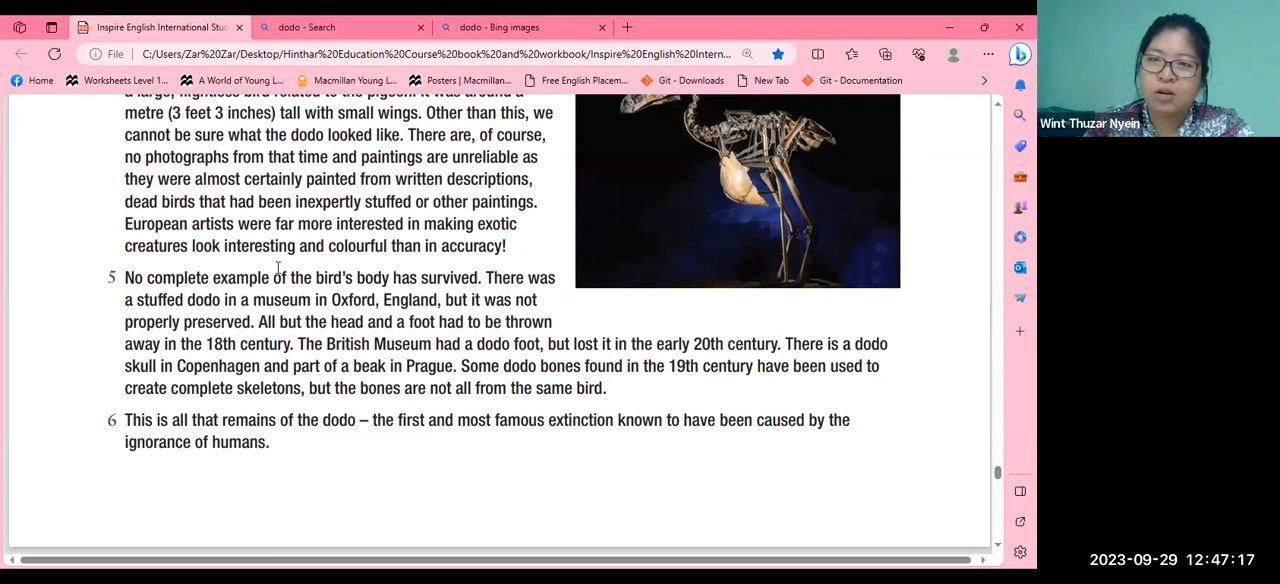 Inspire English International Stu
dodo - Search
dodo - Bing images
File
C:/Users/Zar%20Zar/Desktop/Hinthar%20Education%20Course%20book%20and%20workbook/Inspire%20English%20Intern...
Home
Worksheets Level 1...
A World of Young L...
Macmillan Young L...
Posters | Macmillan...
Free English Placem...
Git - Downloads
New Tab
Git - Documentation
a large, flightless bird related to the pigeon. It was around a
metre (3 feet 3 inches) tall with small wings. Other than this, we
cannot be sure what the dodo looked like. There are, of course,
no photographs from that time and paintings are unreliable as
they were almost certainly painted from written descriptions,
dead birds that had been inexpertly stuffed or other paintings.
European artists were far more interested in making exotic
creatures look interesting and colourful than in accuracy!
5 No complete example of the bird's body has survived. There was
a stuffed dodo in a museum in Oxford, England, but it was not
properly preserved. All but the head and a foot had to be thrown
away in the 18th century. The British Museum had a dodo foot, but lost it in the early 20th century. There is a dodo
skull in Copenhagen and part of a beak in Prague. Some dodo bones found in the 19th century have been used to
create complete skeletons, but the bones are not all from the same bird.
6 This is all that remains of the dodo – the first and most famous extinction known to have been caused by the
ignorance of humans.
Wint Thuzar Nyein
2023-09-29 12:47:17